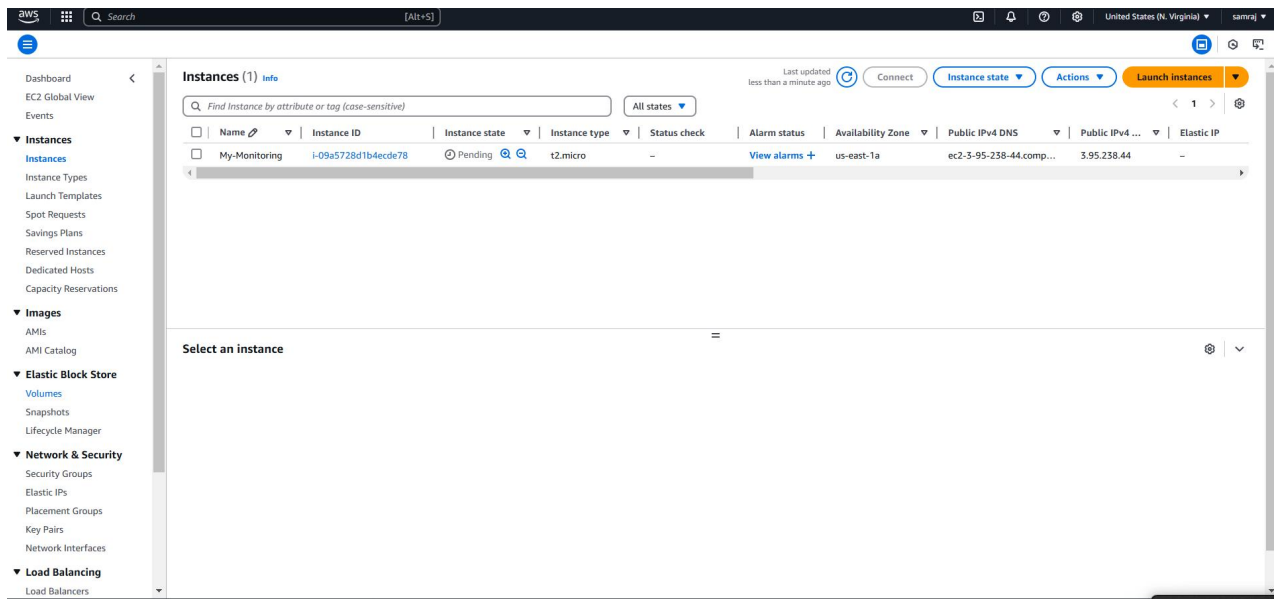 aws Search [Alt+S] United States (N. Virginia) samraj
Dashboard
EC2 Global View
Events
Instances
Instances
Instance Types
Launch Templates
Spot Requests
Savings Plans
Reserved Instances
Dedicated Hosts
Capacity Reservations
Images
AMIs
AMI Catalog
Elastic Block Store
Volumes
Snapshots
Lifecycle Manager
Network & Security
Security Groups
Elastic IPs
Placement Groups
Key Pairs
Network Interfaces
Load Balancing
Load Balancers
Instances (1) Info
Last updated
less than a minute ago
Connect Instance state Actions Launch instances
Find Instance by attribute or tag (case-sensitive) All states 1
Name Instance ID Instance state Instance type Status check Alarm status Availability Zone Public IPv4 DNS Public IPv4 ... Elastic IP
My-Monitoring i-09a5728d1b4ecde78 Pending t2.micro – View alarms + us-east-1a ec2-3-95-238-44.comp... 3.95.238.44 –
Select an instance